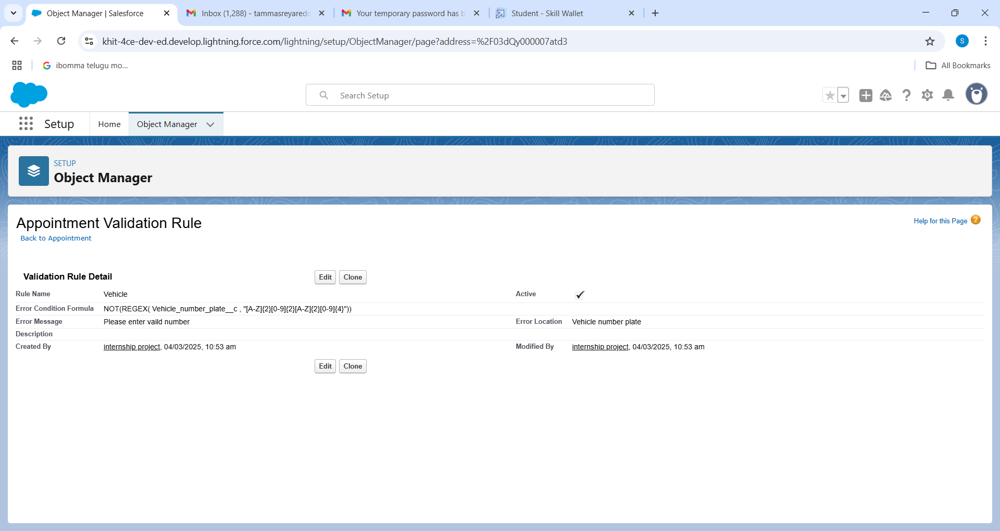 Object Manager | Salesforce
Inbox (1,288) - tammasreyaredd
Your temporary password has b
Student - Skill Wallet
khit-4ce-dev-ed.develop.lightning.force.com/lightning/setup/ObjectManager/page?address=%2F03dQy000007atd3
S
ibomma telugu mo...
All Bookmarks
Search Setup
Setup
Home
Object Manager
SETUP
Object Manager
Appointment Validation Rule
Help for this Page ?
Back to Appointment
Validation Rule Detail
Edit
Clone
Rule Name
Vehicle
Active
Error Condition Formula
NOT(REGEX( Vehicle_number_plate__c , "[A-Z]{2}[0-9]{2}[A-Z]{2}[0-9]{4}"))
Error Message
Please enter vaild number
Error Location
Vehicle number plate
Description
Created By
internship project, 04/03/2025, 10:53 am
Modified By
internship project, 04/03/2025, 10:53 am
Edit
Clone